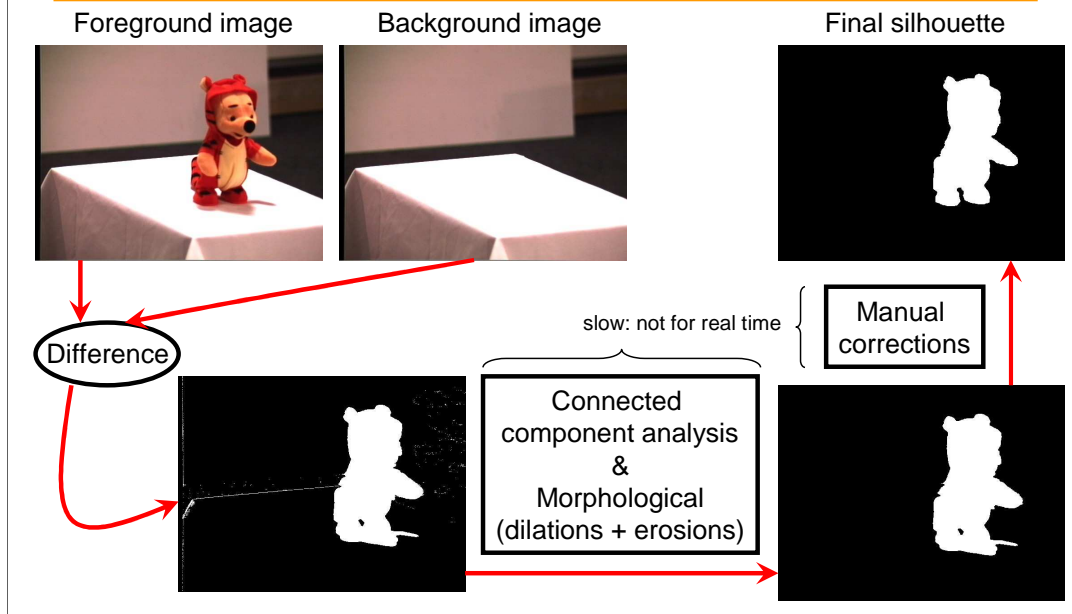 Foreground image
Background image
Final silhouette
Difference
slow: not for real time
Manual
corrections
Connected
component analysis
&
Morphological
(dilations + erosions)